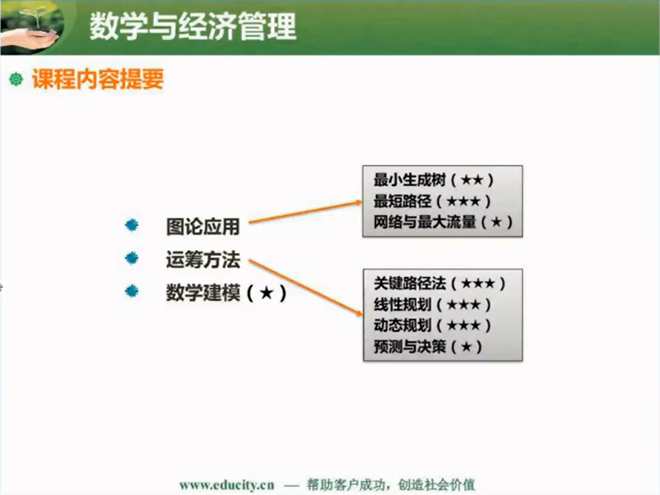 数学与经济管理
课程内容提要
最小生成树(★★)
最短路径(★★★)
网络与最大流量(★)
图论应用
运筹方法
数学建模(★)
关键路径法(★★★)
线性规划(★★★)
动态规划(★★★)
预测与决策(★)
www.educity.cn — 帮助客户成功，创造社会价值